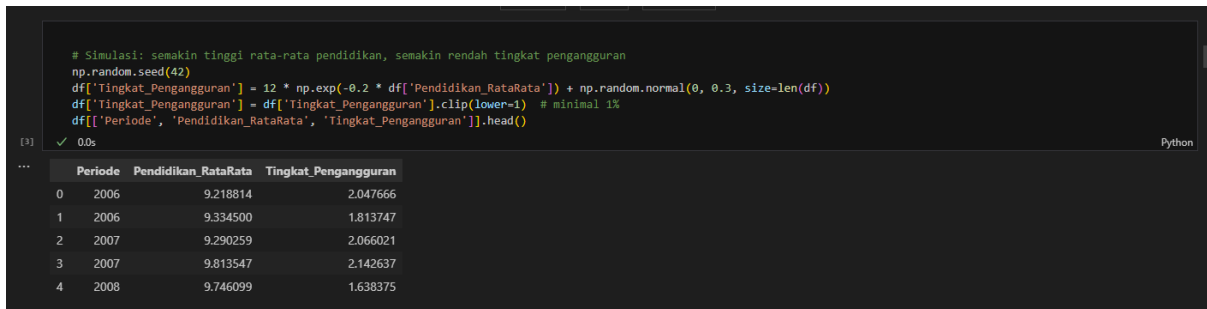 # Simulasi: semakin tinggi rata-rata pendidikan, semakin rendah tingkat pengangguran
np.random.seed(42)
df['Tingkat_Pengangguran'] = 12 * np.exp(-0.2 * df['Pendidikan_RataRata']) + np.random.normal(0, 0.3, size=len(df))
df['Tingkat_Pengangguran'] = df['Tingkat_Pengangguran'].clip(lower=1)  # minimal 1%
df[['Periode', 'Pendidikan_RataRata', 'Tingkat_Pengangguran']].head()
[3] ✓ 0.0s Python
... Periode Pendidikan_RataRata Tingkat_Pengangguran
0 2006 9.218814 2.047666
1 2006 9.334500 1.813747
2 2007 9.290259 2.066021
3 2007 9.813547 2.142637
4 2008 9.746099 1.638375